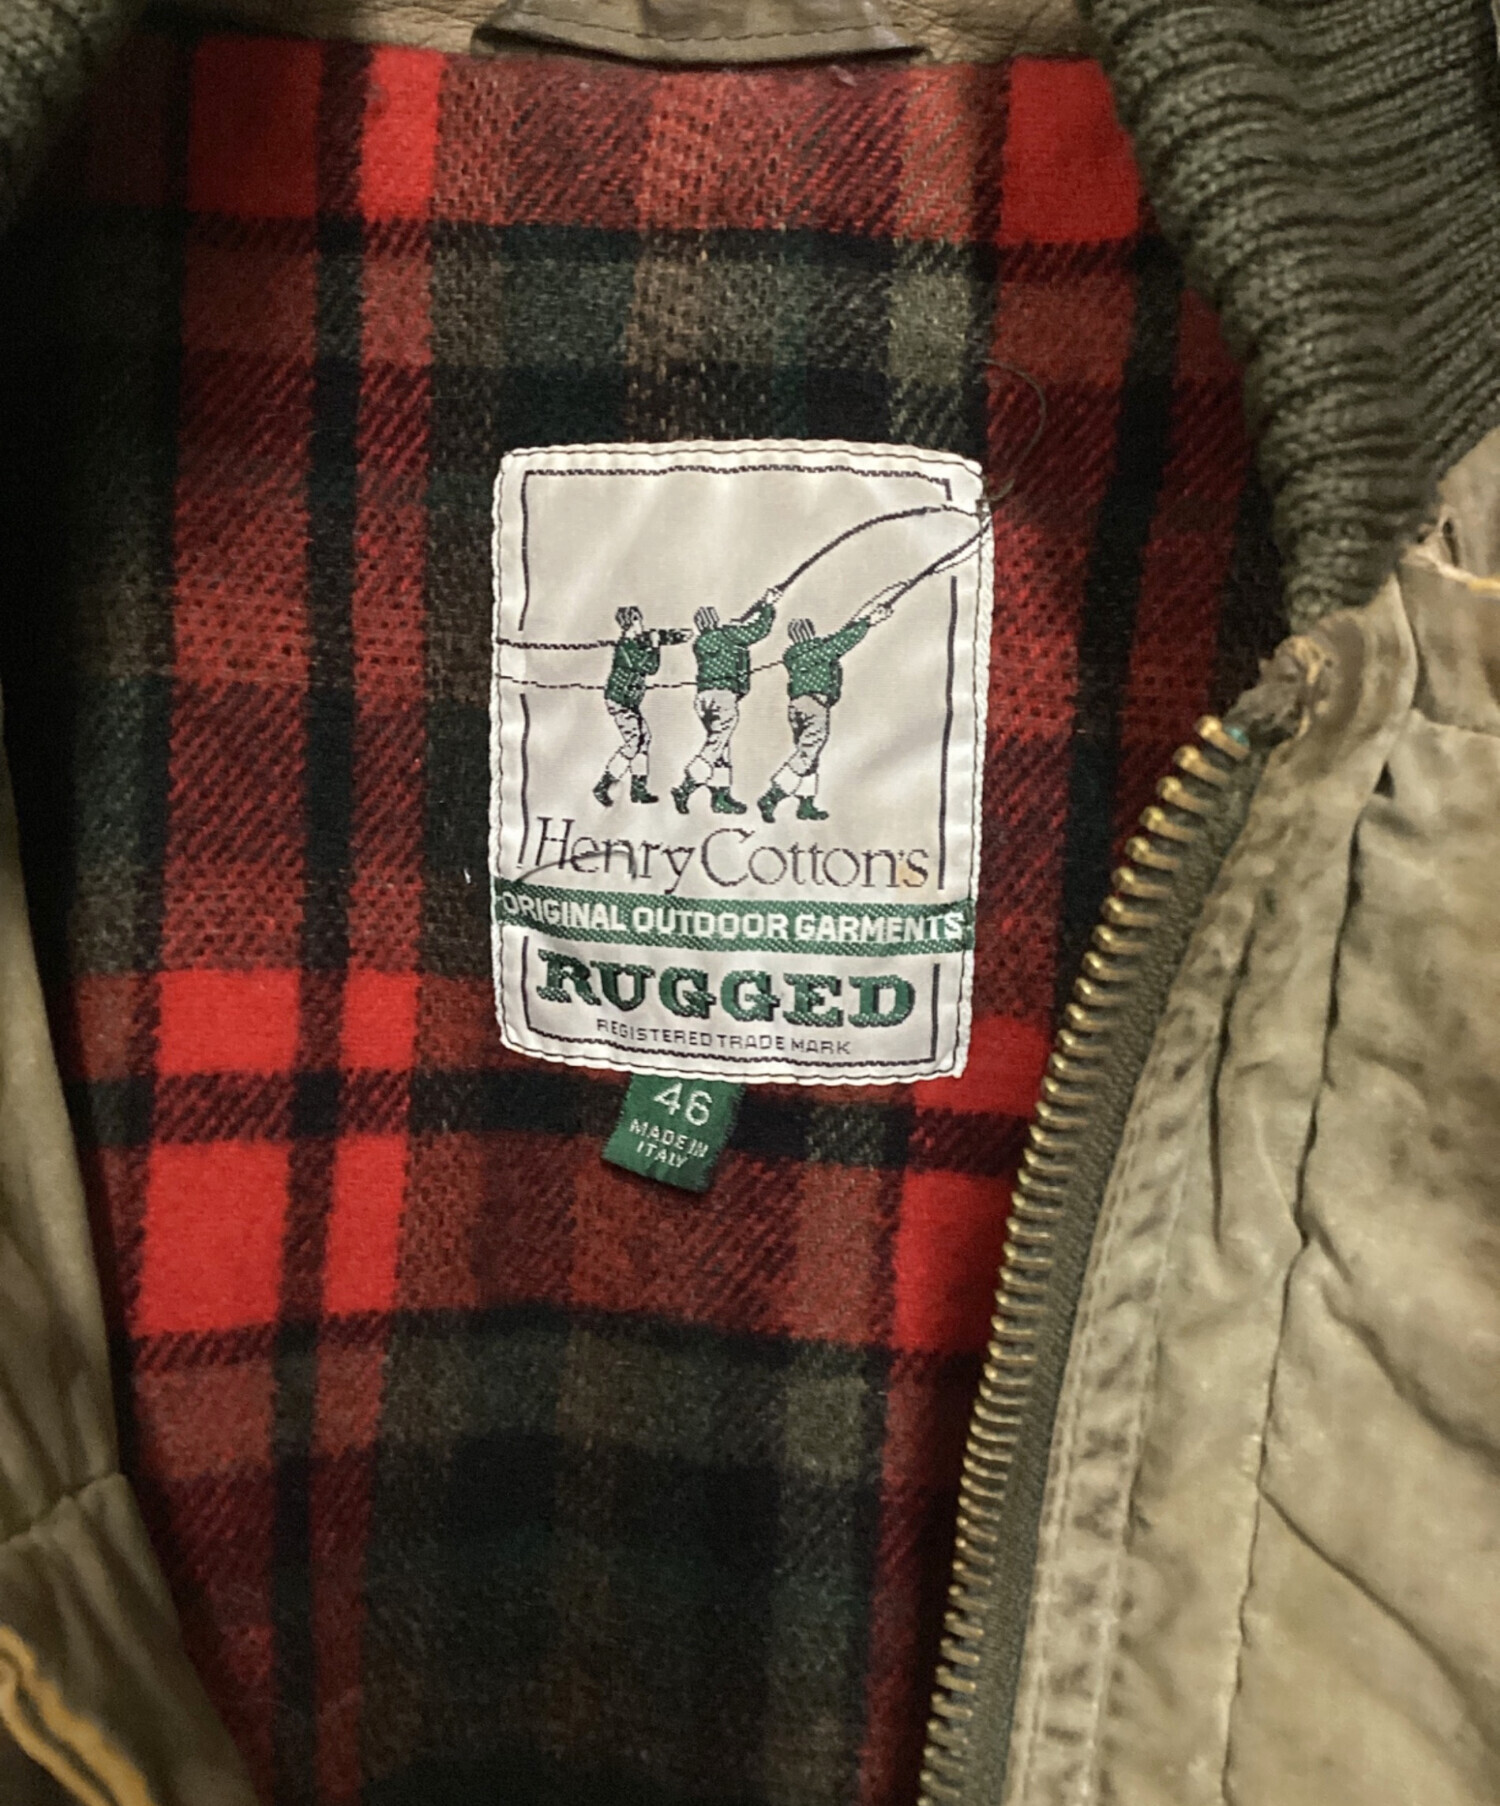 Henry Cotton's
ORIGINAL OUTDOOR GARMENTS
RUGGED
REGISTERED TRADE MARK
46
MADE IN
ITALY